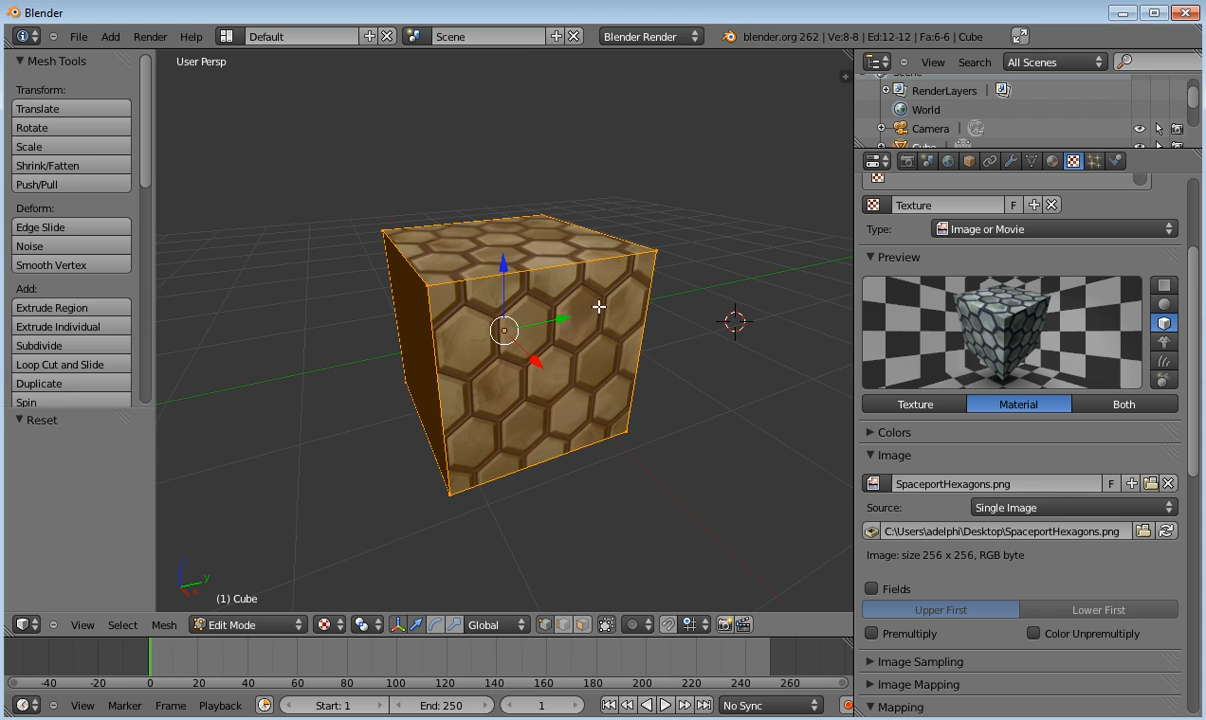 Blender
File Add Render Help Default Scene Blender Render blender.org 262 | Ve:8-8 | Ed:12-12 | Fa:6-6 | Cube
Mesh Tools
Transform:
Translate
Rotate
Scale
Shrink/Fatten
Push/Pull
Deform:
Edge Slide
Noise
Smooth Vertex
Add:
Extrude Region
Extrude Individual
Subdivide
Loop Cut and Slide
Duplicate
Spin
Reset
User Persp
z
y
x
(1) Cube
View Select Mesh Edit Mode Global
-40 -20 0 20 40 60 80 100 120 140 160 180 200 220 240 260
View Marker Frame Playback Start: 1 End: 250 1 No Sync
View Search All Scenes
Scene
RenderLayers |
World
Camera |
Cube
Texture F
Type: Image or Movie
Preview
Texture Material Both
Colors
Image
SpaceportHexagons.png F
Source: Single Image
C:\Users\adelphi\Desktop\SpaceportHexagons.png
Image: size 256 x 256, RGB byte
Fields
Upper First Lower First
Premultiply Color Unpremultiply
Image Sampling
Image Mapping
Mapping